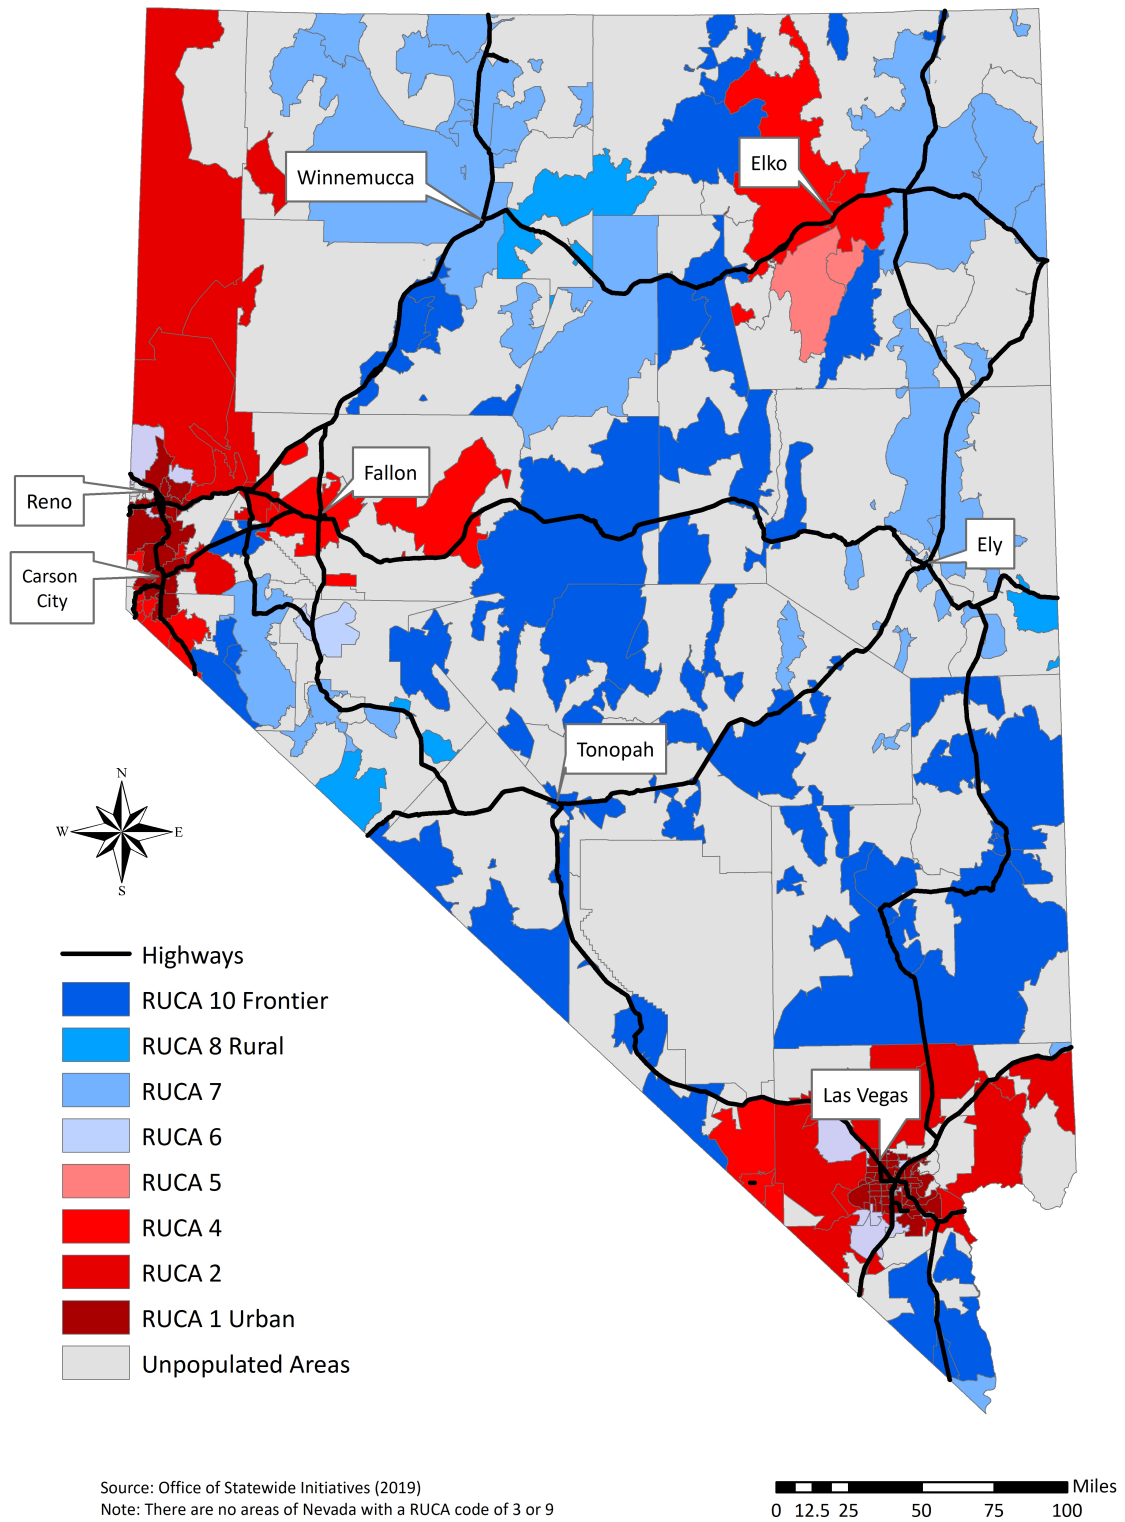 Winnemucca
Elko
Fallon
Reno
Ely
Carson
City
Tonopah
N
W
E
S
Highways
RUCA 10 Frontier
RUCA 8 Rural
RUCA 7
RUCA 6
RUCA 5
RUCA 4
RUCA 2
RUCA 1 Urban
Unpopulated Areas
Las Vegas
Source: Office of Statewide Initiatives (2019)
Note: There are no areas of Nevada with a RUCA code of 3 or 9
Miles
0 12.5 25 50 75 100